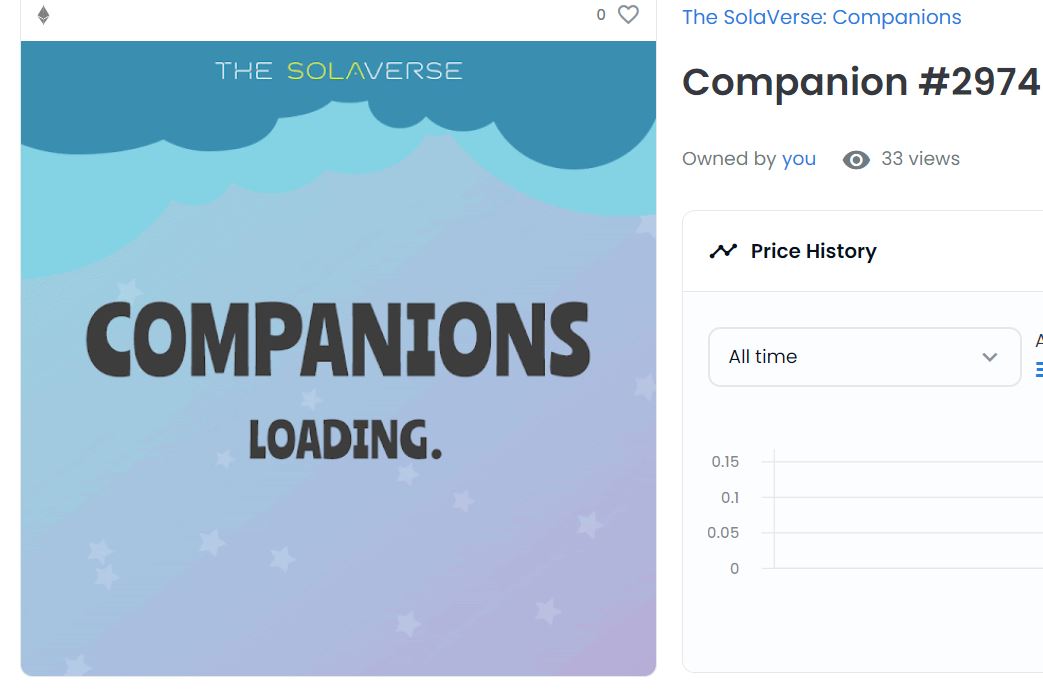 0
THE SOLAVERSE
COMPANIONS
LOADING.
The SolaVerse: Companions
Companion #2974
Owned by you
33 views
Price History
All time
0.15
0.1
0.05
0